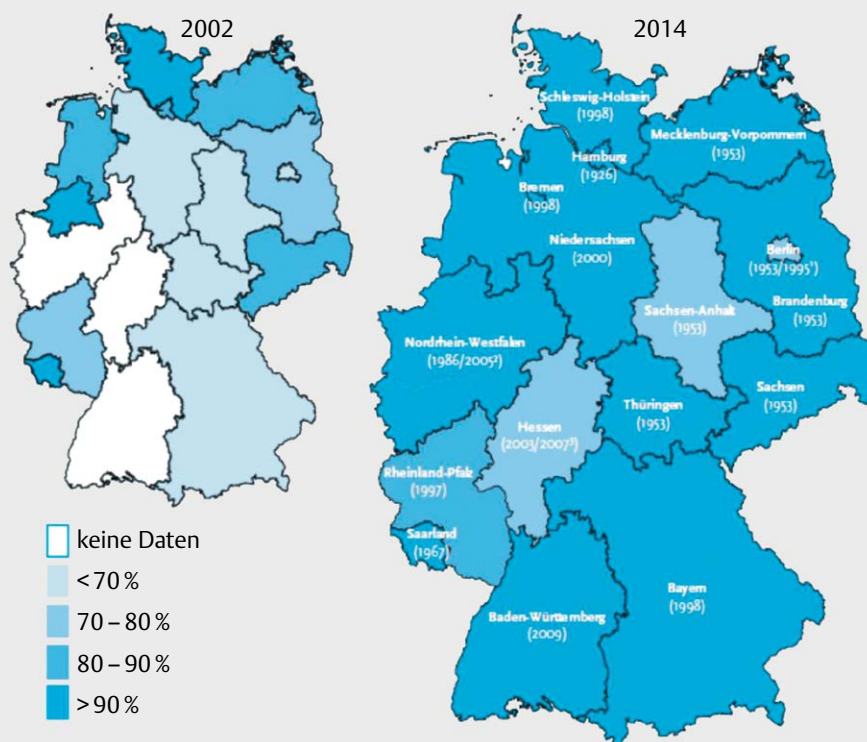 2002
2014
Schleswig-Holstein
(1998)
Mecklenburg-Vorpommern
(1953)
Hamburg
(1926)
Bremen
(1998)
Niedersachsen
(2000)
Berlin
(1953/1995¹)
Brandenburg
(1953)
Sachsen-Anhalt
(1953)
Nordrhein-Westfalen
(1986/2005²)
Sachsen
(1953)
Thüringen
(1953)
Hessen
(2003/2007³)
Rheinland-Pfalz
(1997)
Saarland
(1967)
Bayern
(1998)
Baden-Württemberg
(2009)
keine Daten
<70 %
70 – 80 %
80 – 90 %
>90 %